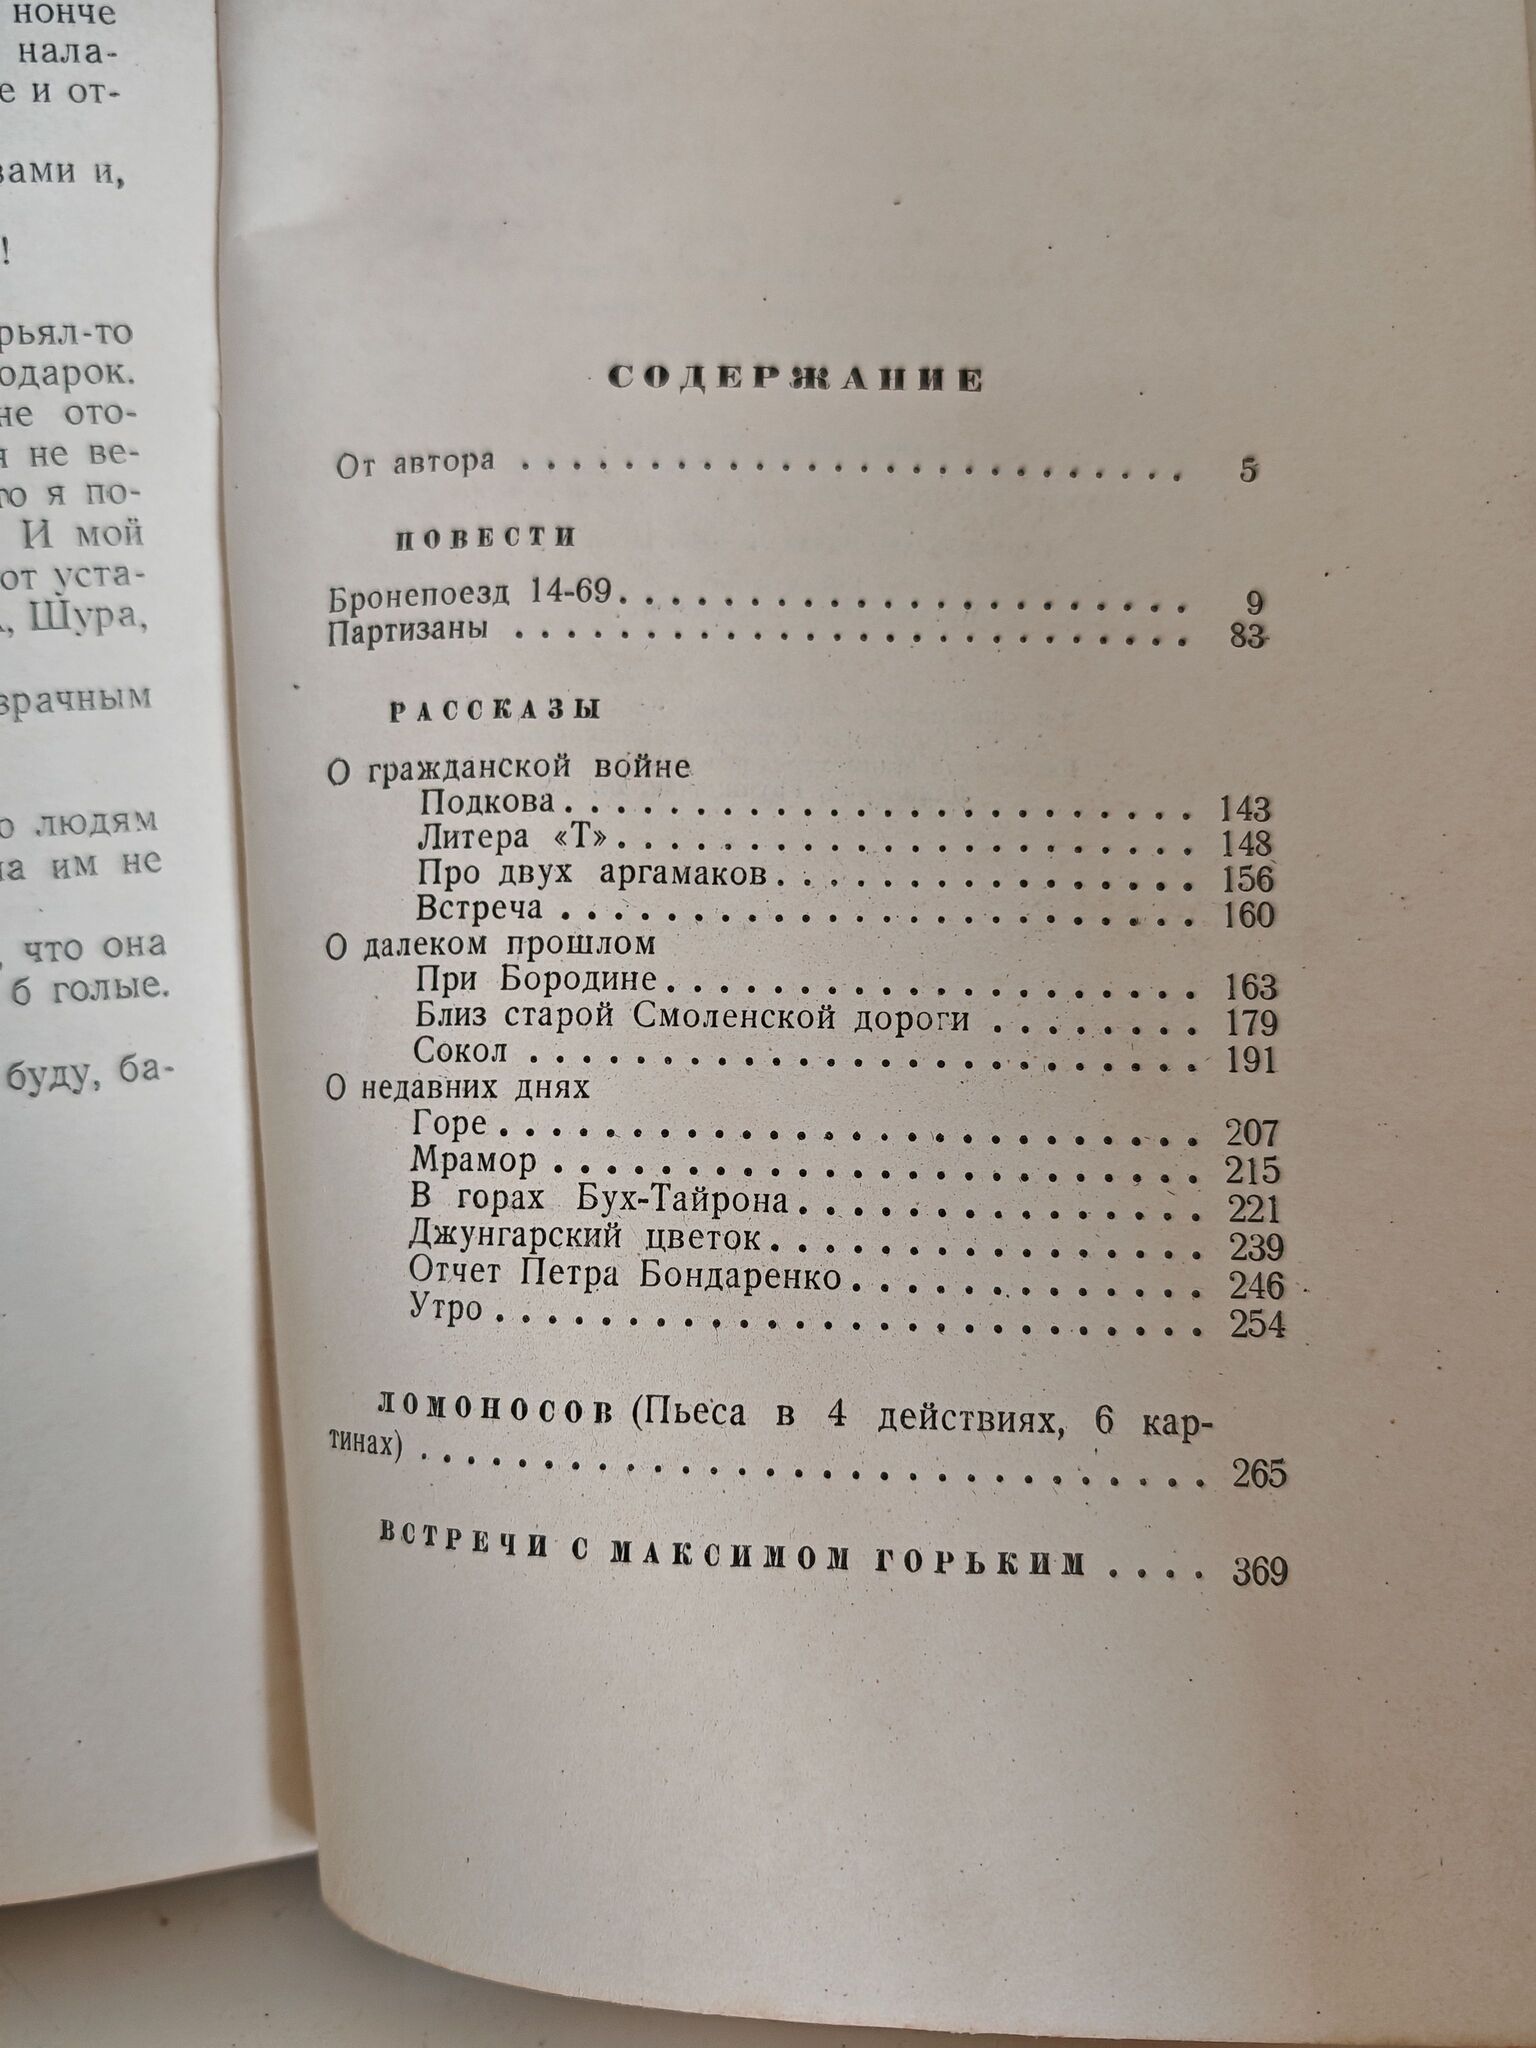 нонче
нала-
е и от-
вами и,
!
рьял-то
одарок.
не ото-
я не ве-
то я по-
И мой
от уста-
Шура,
зрачным
о людям
на им не
что она
б голые.
буду, ба-
СОДЕРЖАНИЕ
От автора . . . . . . . . . . . . . . . . . . . . . . . . . . 5
ПОВЕСТИ
Бронепоезд 14-69. . . . . . . . . . . . . . . . . . . . . . 9
Партизаны . . . . . . . . . . . . . . . . . . . . . . . . . . 83
РАССКАЗЫ
О гражданской войне
Подкова. . . . . . . . . . . . . . . . . . . . . . . . 143
Литера «Т». . . . . . . . . . . . . . . . . . . . . . 148
Про двух аргамаков. . . . . . . . . . . . . . . . 156
Встреча . . . . . . . . . . . . . . . . . . . . . . . . 160
О далеком прошлом
При Бородине. . . . . . . . . . . . . . . . . . . . 163
Близ старой Смоленской дороги . . . . . . . . 179
Сокол . . . . . . . . . . . . . . . . . . . . . . . . . . 191
О недавних днях
Горе. . . . . . . . . . . . . . . . . . . . . . . . . . . 207
Мрамор . . . . . . . . . . . . . . . . . . . . . . . . . 215
В горах Бух-Тайрона. . . . . . . . . . . . . . . . 221
Джунгарский цветок. . . . . . . . . . . . . . . . . 239
Отчет Петра Бондаренко. . . . . . . . . . . . . . 246
Утро. . . . . . . . . . . . . . . . . . . . . . . . . . . 254
ЛОМОНОСОВ (Пьеса в 4 действиях, 6 кар-
тинах) . . . . . . . . . . . . . . . . . . . . . . . . . . . . . . 265
ВСТРЕЧИ С МАКСИМОМ ГОРЬКИМ . . . . 369